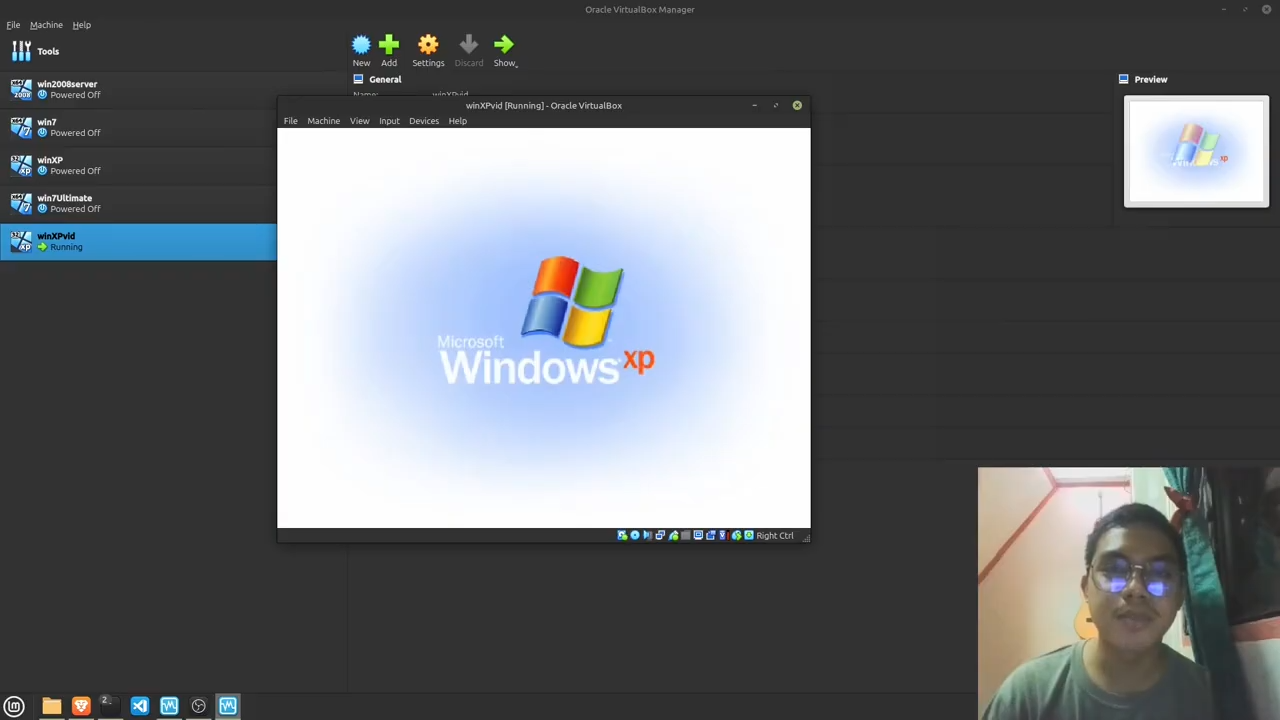 Oracle VirtualBox Manager
File Machine Help
Tools
New Add Settings Discard Show
General
Preview
win2008server
Powered Off
win7
Powered Off
winXP
Powered Off
win7Ultimate
Powered Off
winXPvid
Running
winXPvid [Running] - Oracle VirtualBox
File Machine View Input Devices Help
Microsoft
Windows xp
Right Ctrl